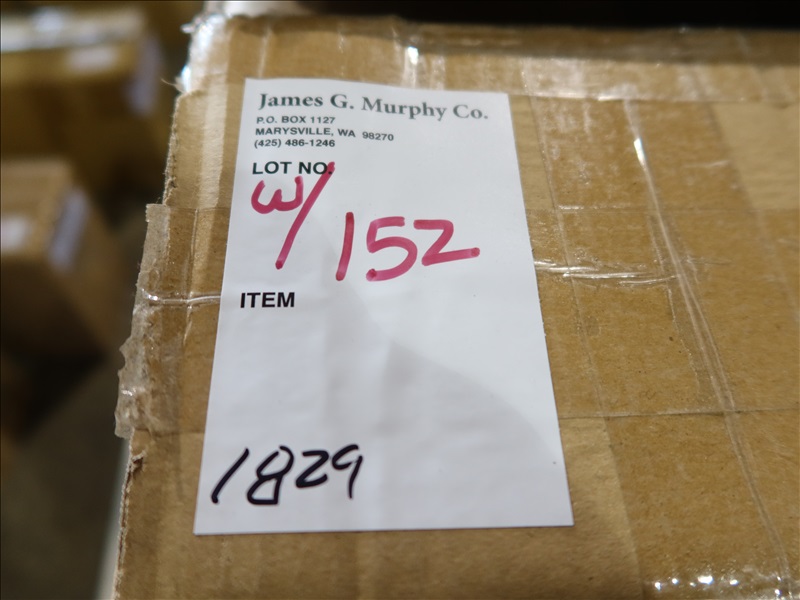 James G. Murphy Co.
P.O. BOX 1127
MARYSVILLE, WA 98270
(425) 486-1246
LOT NO.
w/ 152
ITEM
1829